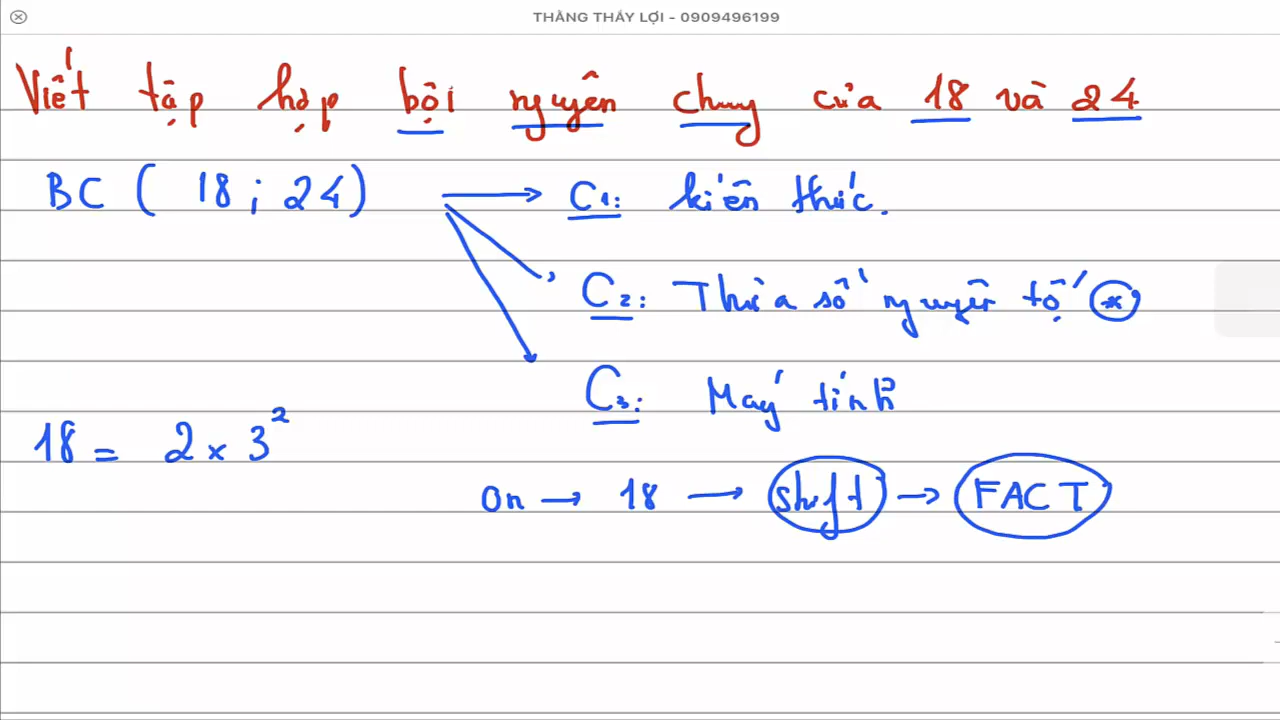 THẰNG THẦY LỢI - 0909496199
Viết tập hợp bội nguyên chung của 18 và 24
BC ( 18 ; 24 ) → C1: kiến thức.
C2: Thừa số nguyên tố *
C3: Máy tính
18 = 2 × 3²
on → 18 → Shift → FACT